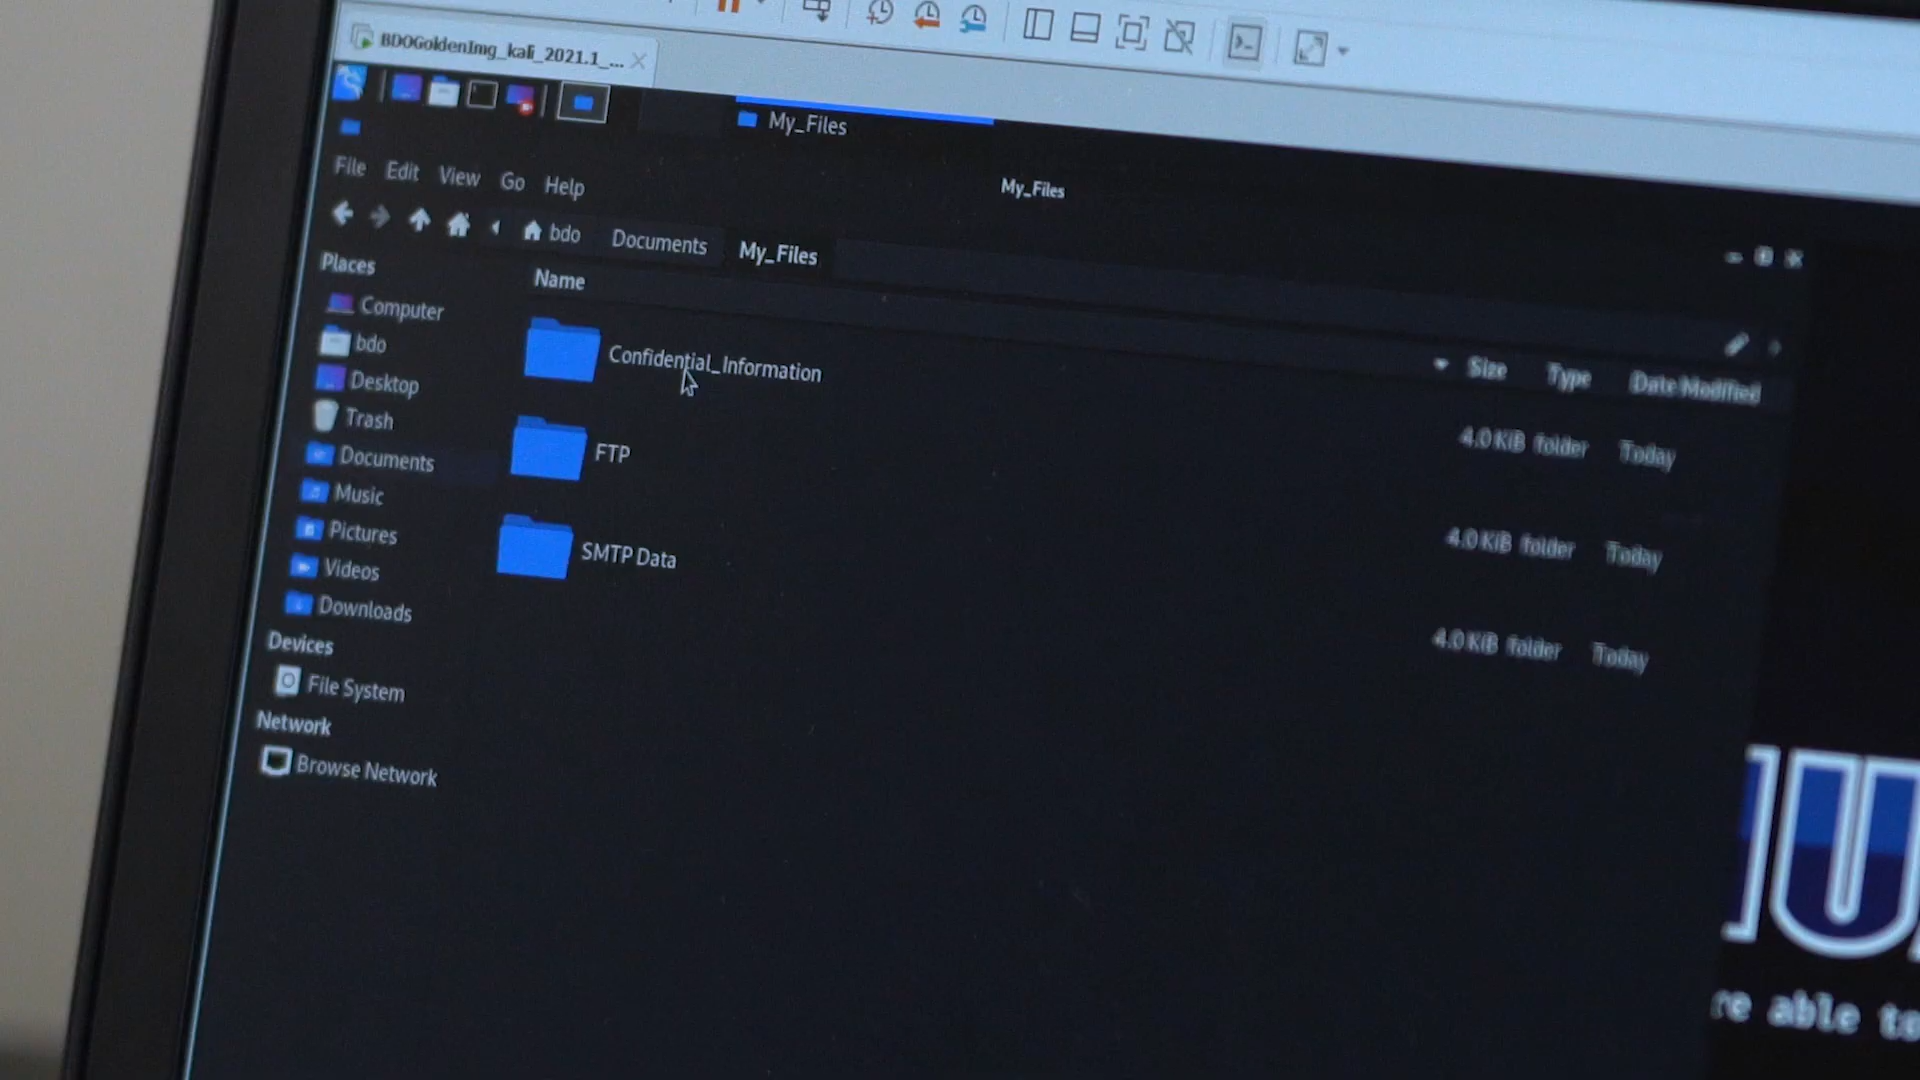 BDOGoldenImg_kali_2021.1_...
My_Files
File Edit View Go Help
My_Files
bdo Documents My_Files
Places
Name
Computer
bdo
Desktop
Trash
Documents
Music
Pictures
Videos
Downloads
Devices
File System
Network
Browse Network
Size Type Date Modified
Confidential_Information 4.0 KiB folder Today
FTP 4.0 KiB folder Today
SMTP Data 4.0 KiB folder Today
U
re able to